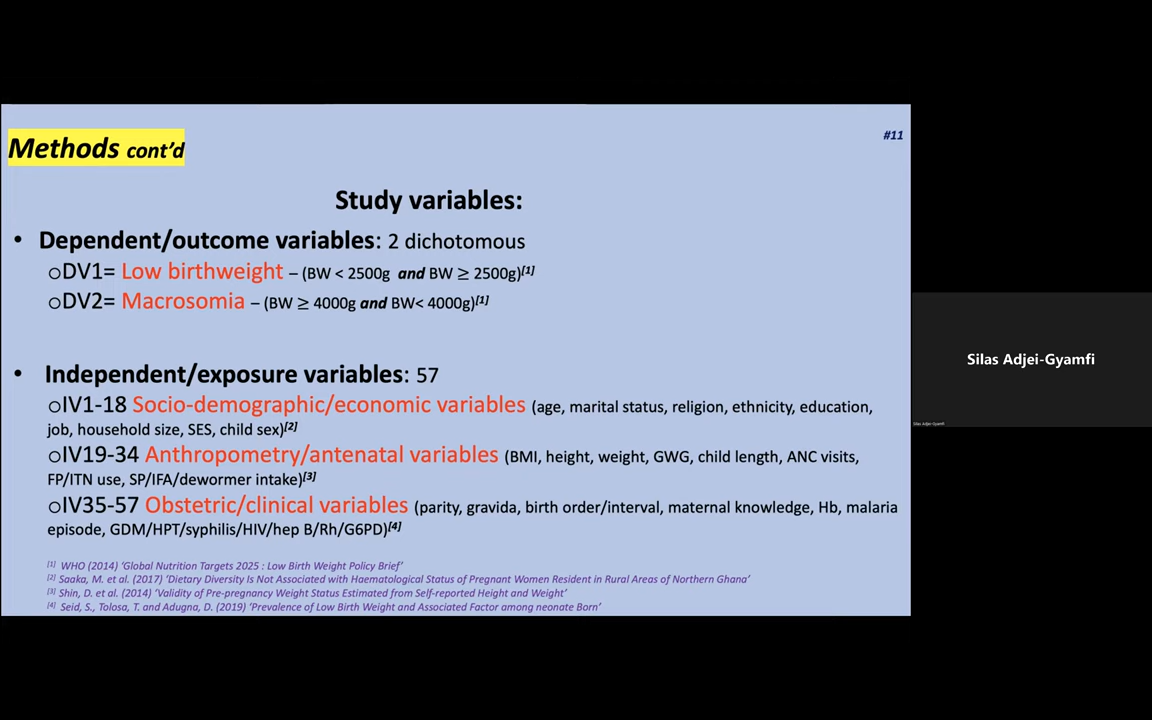 #11
Methods cont’d
Study variables:
• Dependent/outcome variables: 2 dichotomous
oDV1= Low birthweight – (BW < 2500g and BW ≥ 2500g)[1]
oDV2= Macrosomia – (BW ≥ 4000g and BW< 4000g)[1]
• Independent/exposure variables: 57
oIV1-18 Socio-demographic/economic variables (age, marital status, religion, ethnicity, education,
job, household size, SES, child sex)[2]
oIV19-34 Anthropometry/antenatal variables (BMI, height, weight, GWG, child length, ANC visits,
FP/ITN use, SP/IFA/dewormer intake)[3]
oIV35-57 Obstetric/clinical variables (parity, gravida, birth order/interval, maternal knowledge, Hb, malaria
episode, GDM/HPT/syphilis/HIV/hep B/Rh/G6PD)[4]
[1] WHO (2014) ‘Global Nutrition Targets 2025 : Low Birth Weight Policy Brief’
[2] Saaka, M. et al. (2017) ‘Dietary Diversity Is Not Associated with Haematological Status of Pregnant Women Resident in Rural Areas of Northern Ghana’
[3] Shin, D. et al. (2014) ‘Validity of Pre-pregnancy Weight Status Estimated from Self-reported Height and Weight’
[4] Seid, S., Tolosa, T. and Adugna, D. (2019) ‘Prevalence of Low Birth Weight and Associated Factor among neonate Born’
Silas Adjei-Gyamfi
Silas Adjei-Gyamfi